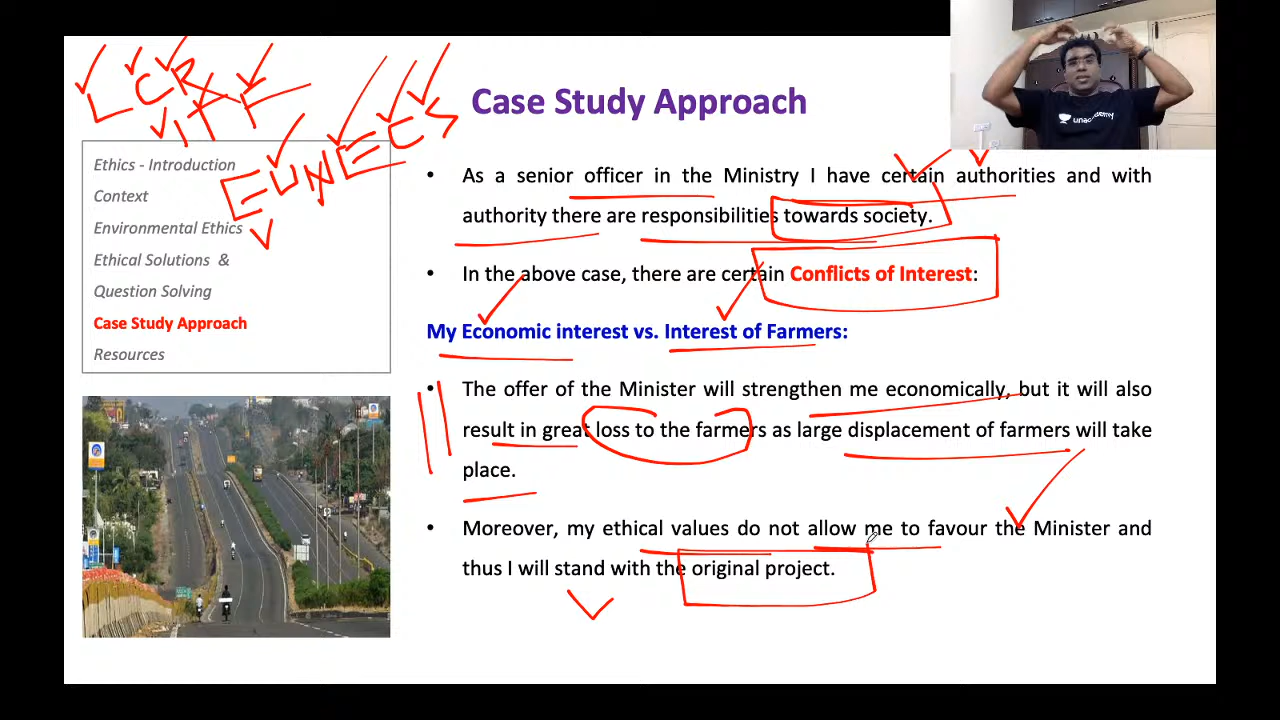 LCR
VITK
EUNECS
Case Study Approach
unacademy
Ethics - Introduction
Context
Environmental Ethics
Ethical Solutions &
Question Solving
Case Study Approach
Resources
• As a senior officer in the Ministry I have certain authorities and with
authority there are responsibilities towards society.
• In the above case, there are certain Conflicts of Interest:
My Economic interest vs. Interest of Farmers:
• The offer of the Minister will strengthen me economically, but it will also
result in great loss to the farmers as large displacement of farmers will take
place.
• Moreover, my ethical values do not allow me to favour the Minister and
thus I will stand with the original project.